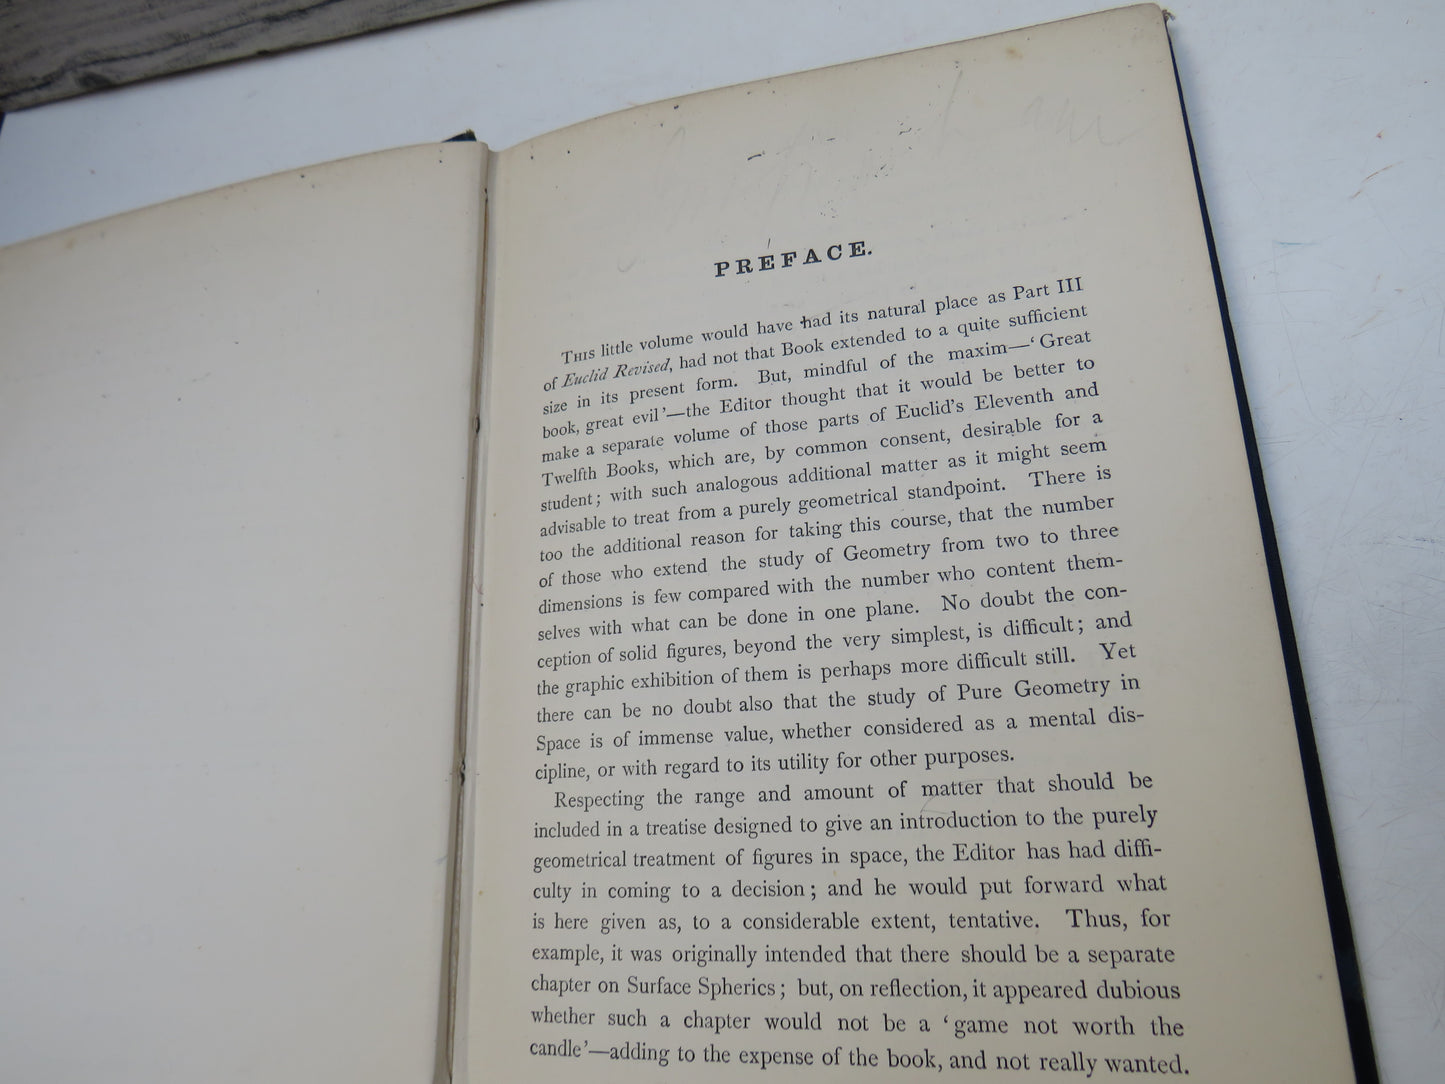 PREFACE.
THIS little volume would have had its natural place as Part III
of Euclid Revised, had not that Book extended to a quite sufficient
size in its present form. But, mindful of the maxim—‘Great
book, great evil’—the Editor thought that it would be better to
make a separate volume of those parts of Euclid’s Eleventh and
Twelfth Books, which are, by common consent, desirable for a
student; with such analogous additional matter as it might seem
advisable to treat from a purely geometrical standpoint. There is
too the additional reason for taking this course, that the number
of those who extend the study of Geometry from two to three
dimensions is few compared with the number who content them-
selves with what can be done in one plane. No doubt the con-
ception of solid figures, beyond the very simplest, is difficult; and
the graphic exhibition of them is perhaps more difficult still. Yet
there can be no doubt also that the study of Pure Geometry in
Space is of immense value, whether considered as a mental dis-
cipline, or with regard to its utility for other purposes.
Respecting the range and amount of matter that should be
included in a treatise designed to give an introduction to the purely
geometrical treatment of figures in space, the Editor has had diffi-
culty in coming to a decision; and he would put forward what
is here given as, to a considerable extent, tentative. Thus, for
example, it was originally intended that there should be a separate
chapter on Surface Spherics; but, on reflection, it appeared dubious
whether such a chapter would not be a ‘game not worth the
candle’—adding to the expense of the book, and not really wanted.